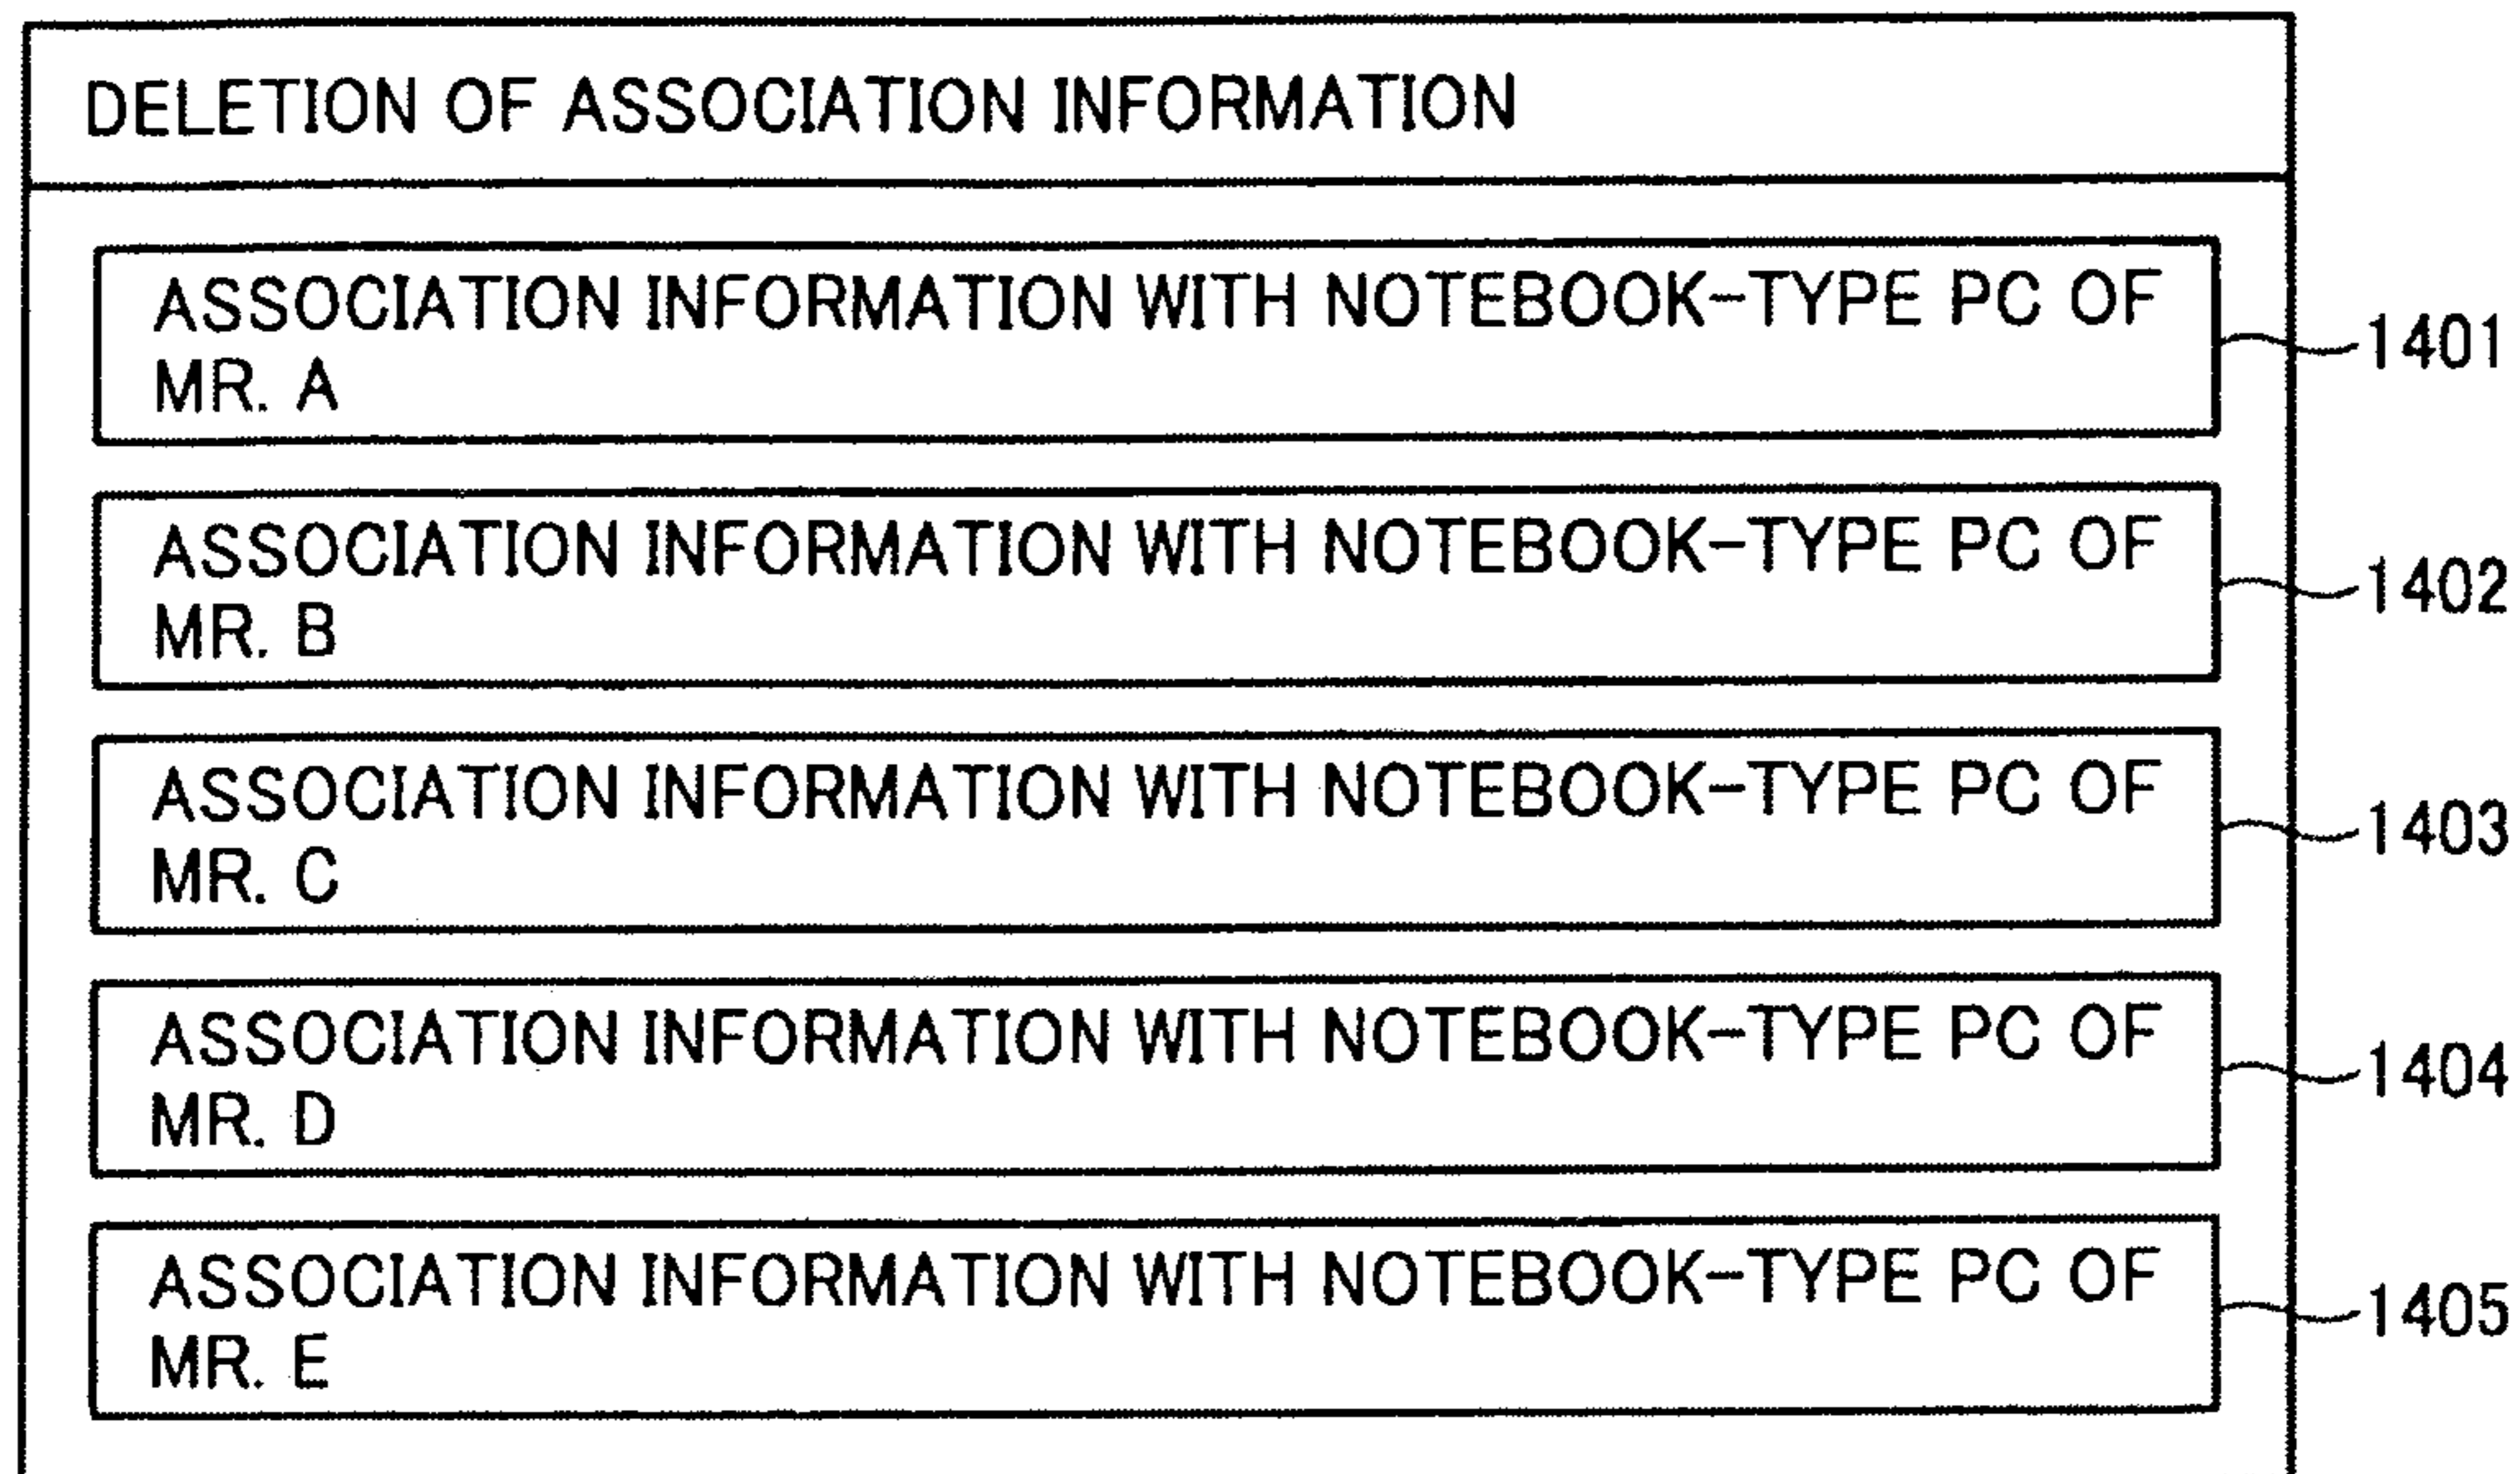 DELETION OF ASSOCIATION INFORMATION
ASSOCIATION INFORMATION WITH NOTEBOOK-TYPE PC OF
MR. A
1401
ASSOCIATION INFORMATION WITH NOTEBOOK-TYPE PC OF
MR. B
1402
ASSOCIATION INFORMATION WITH NOTEBOOK-TYPE PC OF
MR. C
1403
ASSOCIATION INFORMATION WITH NOTEBOOK-TYPE PC OF
MR. D
1404
ASSOCIATION INFORMATION WITH NOTEBOOK-TYPE PC OF
MR. E
1405